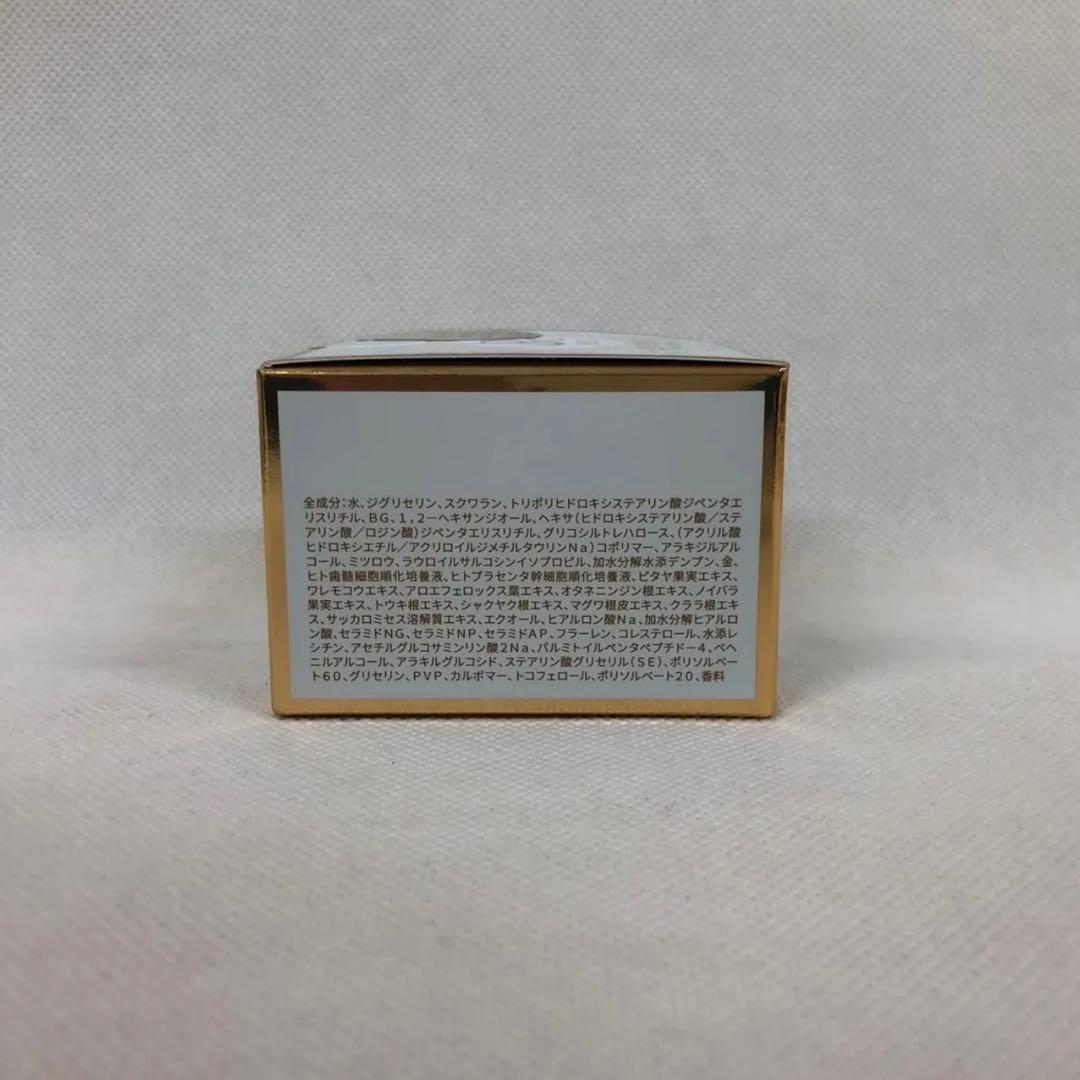 全成分:水、ジグリセリン、スクワラン、トリポリヒドロキシステアリン酸ジペンタエ
リスリチル、BG、1,2－ヘキサンジオール、ヘキサ(ヒドロキシステアリン酸／ステ
アリン酸／ロジン酸)ジペンタエリスリチル、グリコシルトレハロース、(アクリル酸
ヒドロキシエチル／アクリロイルジメチルタウリンNa)コポリマー、アラキジルアル
コール、ミツロウ、ラウロイルサルコシンイソプロピル、加水分解水添デンプン、金、
ヒト歯髄細胞順化培養液、ヒトプラセンタ幹細胞順化培養液、ピタヤ果実エキス、
ワレモコウエキス、アロエフェロックス葉エキス、オタネニンジン根エキス、ノイバラ
果実エキス、トウキ根エキス、シャクヤク根エキス、マグワ根皮エキス、クララ根エキ
ス、サッカロミセス溶解質エキス、エクオール、ヒアルロン酸Na、加水分解ヒアルロ
ン酸、セラミドNG、セラミドNP、セラミドAP、フラーレン、コレステロール、水添レ
シチン、アセチルグルコサミンリン酸2Na、パルミトイルペンタペプチド－4、ベヘ
ニルアルコール、アラキルグルコシド、ステアリン酸グリセリル(SE)、ポリソルベー
ト60、グリセリン、PVP、カルボマー、トコフェロール、ポリソルベート20、香料